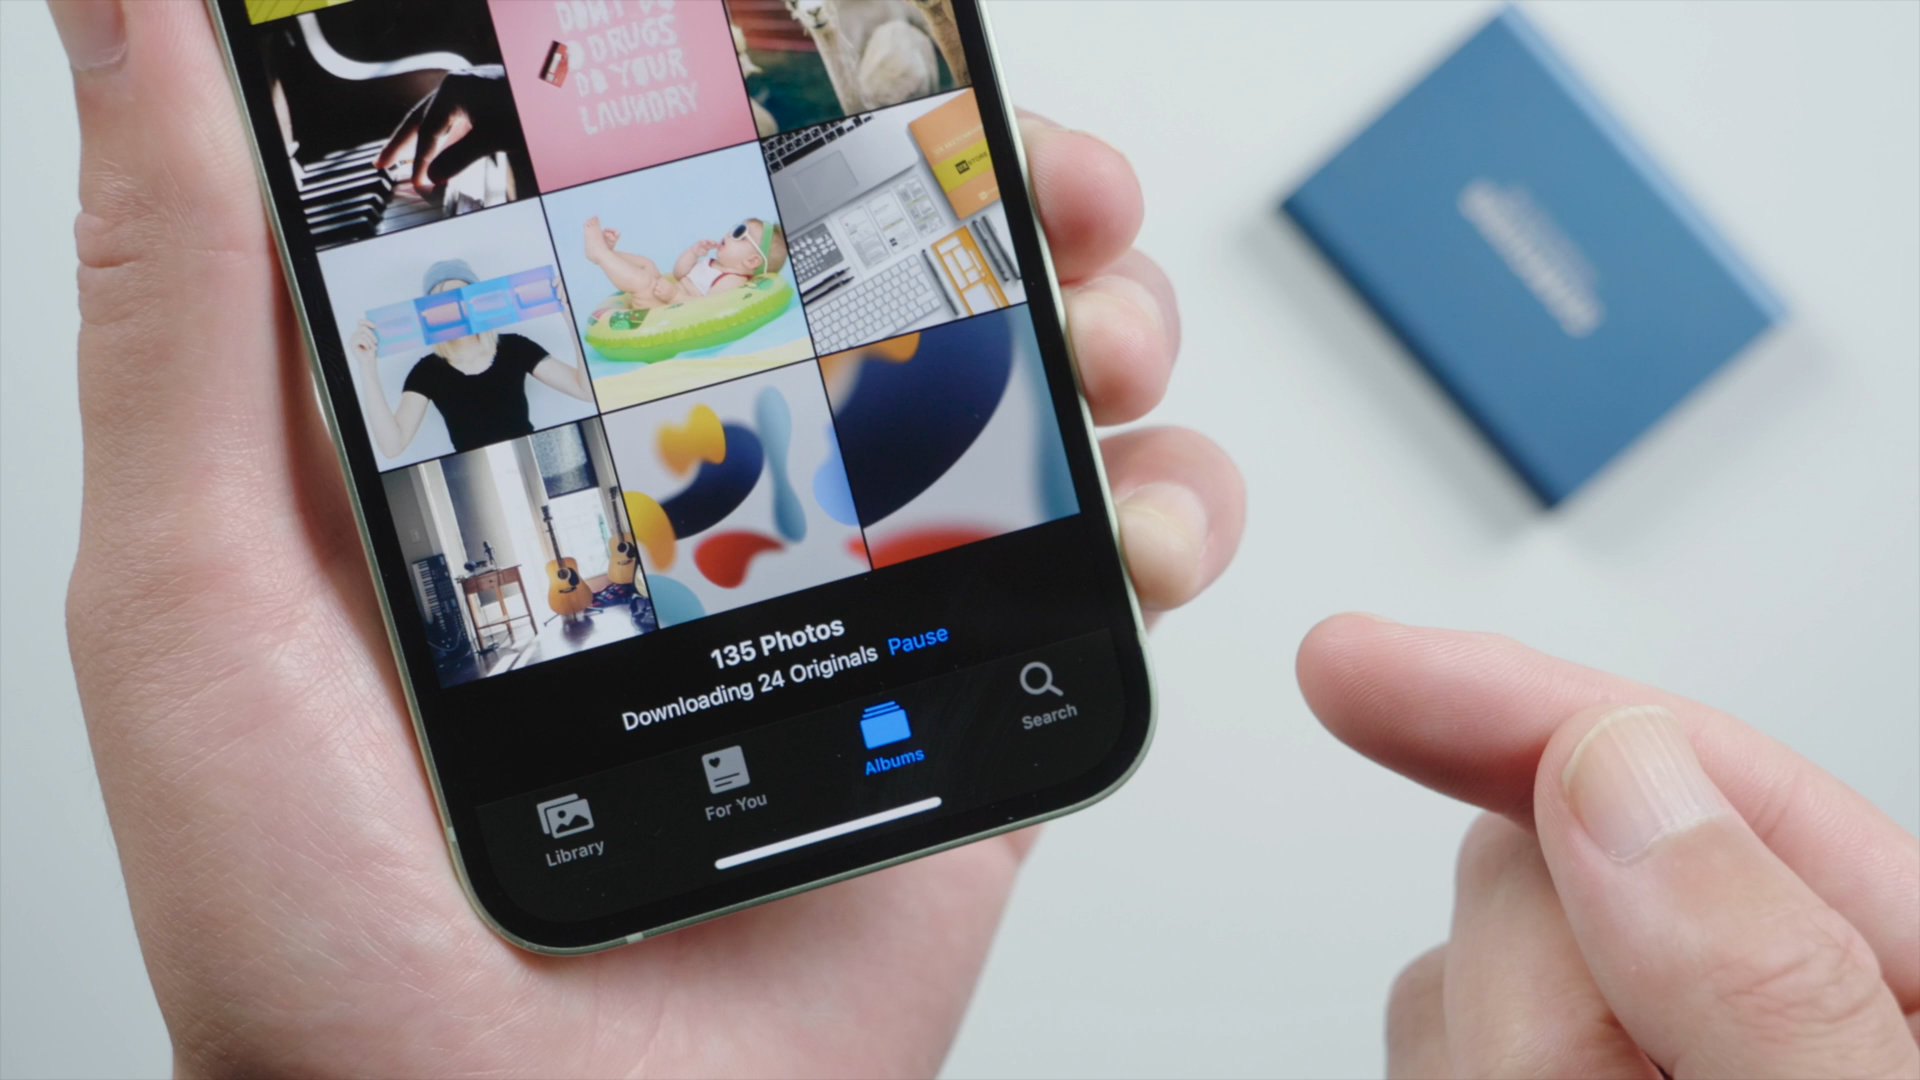 DON'T DO
DRUGS
DO YOUR
LAUNDRY
135 Photos
Downloading 24 Originals Pause
Library
For You
Albums
Search